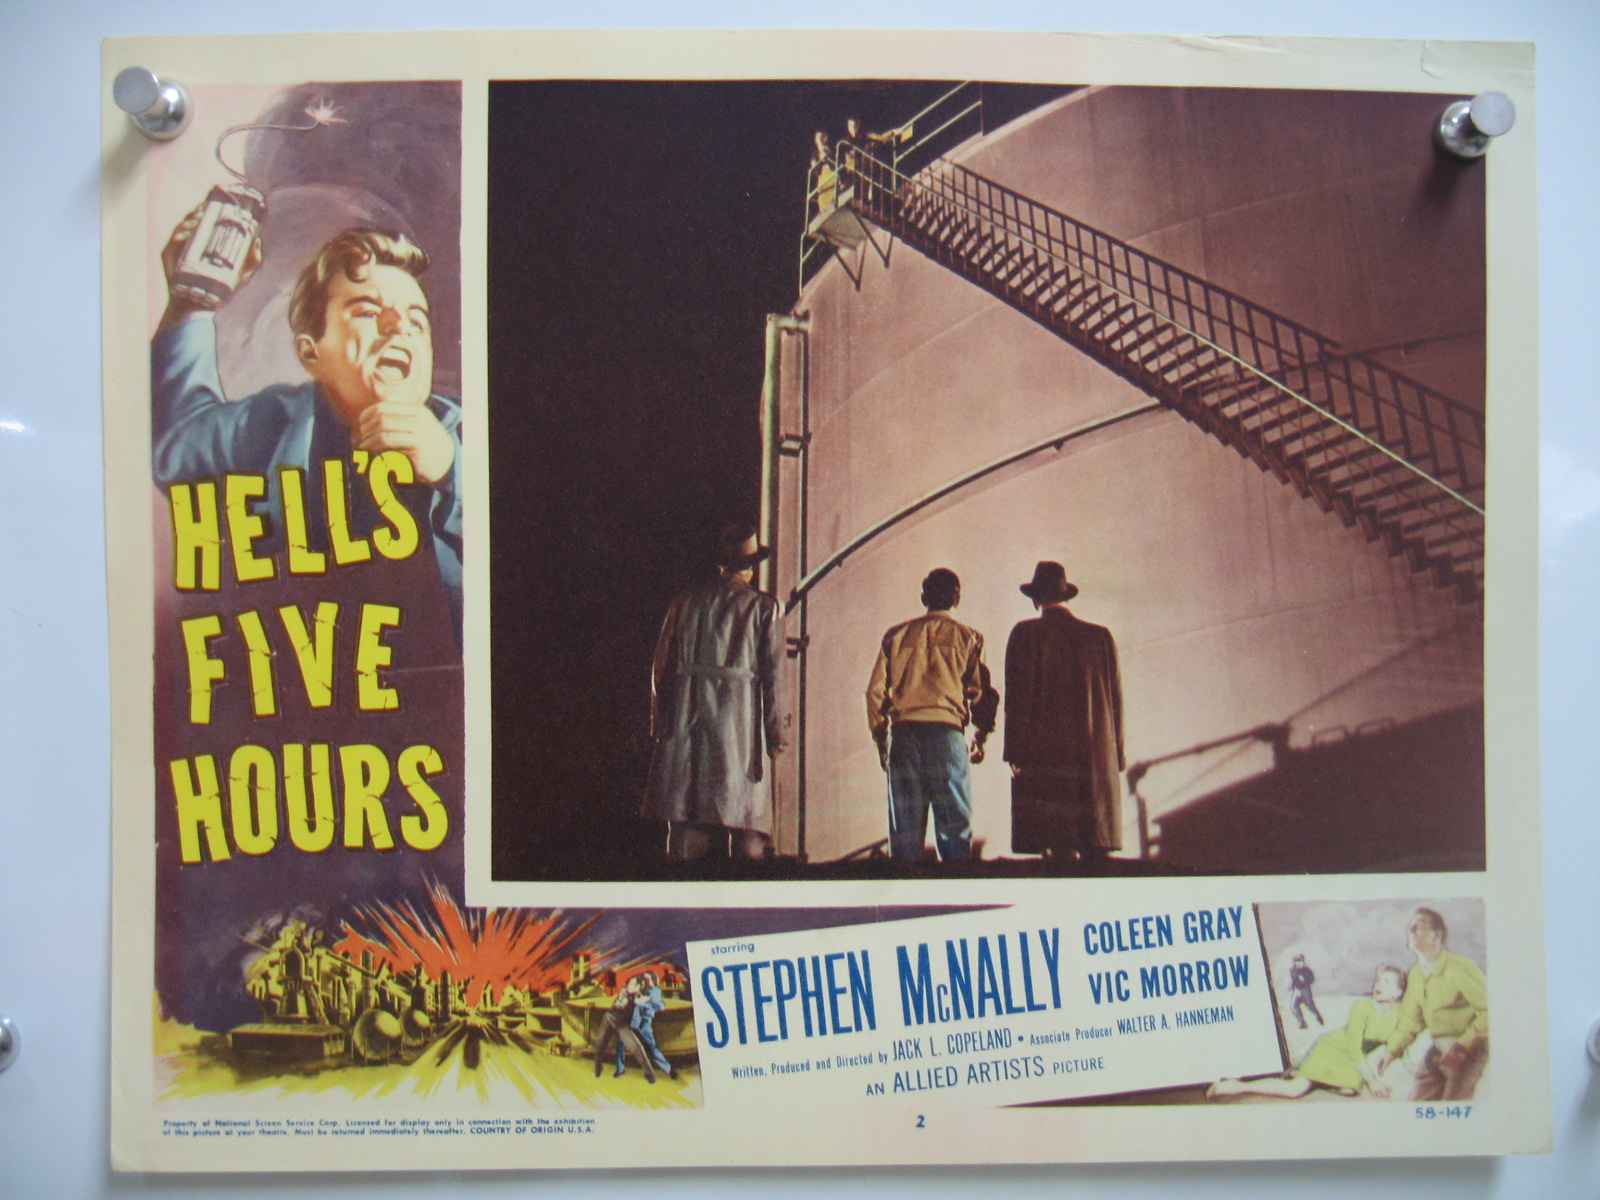 HELL'S
FIVE
HOURS
starring
STEPHEN McNALLY
COLEEN GRAY
VIC MORROW
Written, Produced and Directed by JACK L. COPELAND • Associate Producer WALTER A. HANNEMAN
AN ALLIED ARTISTS PICTURE
Property of National Screen Service Corp. Licensed for display only in connection with the exhibition
of this picture at your theatre. Must be returned immediately thereafter. COUNTRY OF ORIGIN U.S.A.
2
58-147